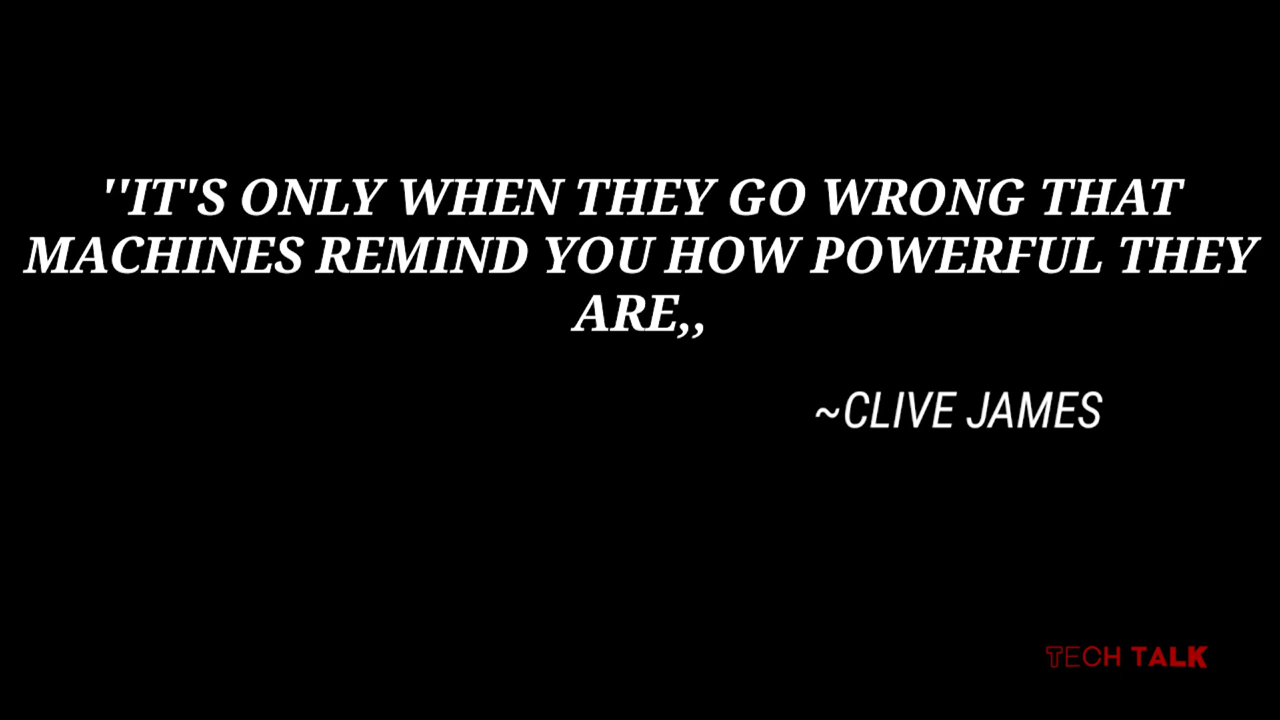 ''IT'S ONLY WHEN THEY GO WRONG THAT
MACHINES REMIND YOU HOW POWERFUL THEY
ARE,,
~CLIVE JAMES
TECH TALK